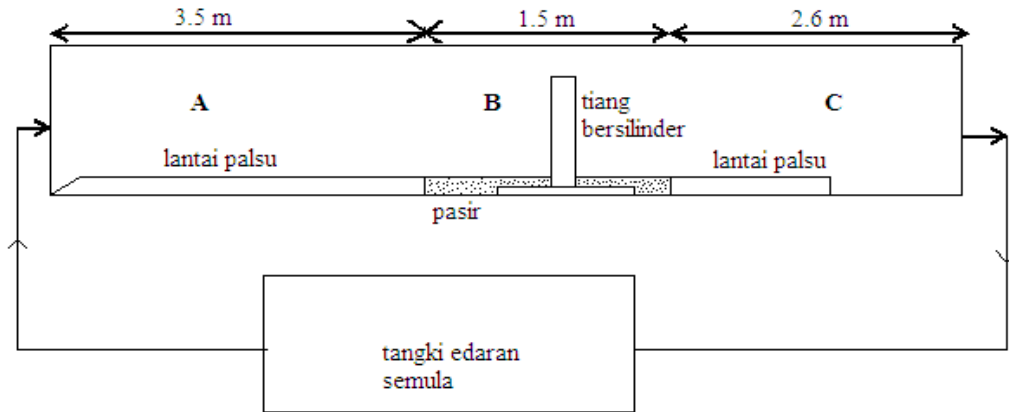 3.5 m
1.5 m
2.6 m
A
B
tiang
bersilinder
C
lantai palsu
lantai palsu
pasir
tangki edaran
semula